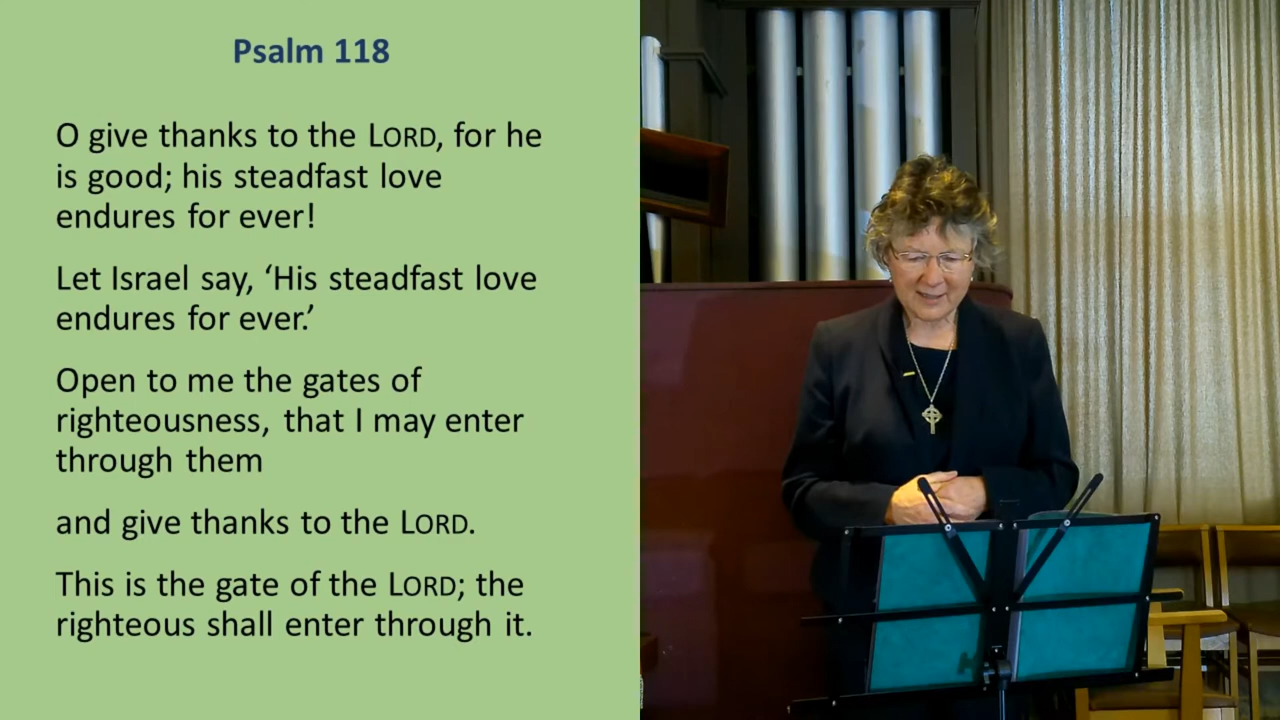 Psalm 118
O give thanks to the LORD, for he
is good; his steadfast love
endures for ever!
Let Israel say, ‘His steadfast love
endures for ever.’
Open to me the gates of
righteousness, that I may enter
through them
and give thanks to the LORD.
This is the gate of the LORD; the
righteous shall enter through it.